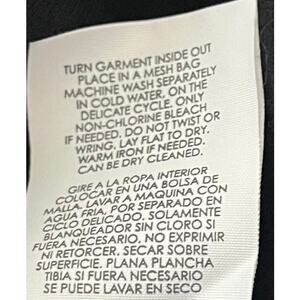 TURN GARMENT INSIDE OUT
PLACE IN A MESH BAG
MACHINE WASH SEPARATELY
IN COLD WATER, ON THE
DELICATE CYCLE, ONLY
NON-CHLORINE BLEACH
IF NEEDED. DO NOT TWIST OR
WRING, LAY FLAT TO DRY.
WARM IRON IF NEEDED.
CAN BE DRY CLEANED.
GIRE A LA ROPA INTERIOR
COLOCAR EN UNA BOLSA DE
MALLA. LAVAR A MAQUINA CON
AGUA FRIA, POR SEPARADO EN
CICLO DELICADO. SOLAMENTE
BLANQUEADOR SIN CLORO SI
FUERA NECESARIO. NO EXPRIMIR
NI RETORCER. SECAR SOBRE
SUPERFICIE. PLANA PLANCHA
TIBIA SI FUERA NECESARIO
SE PUEDE LAVAR EN SECO